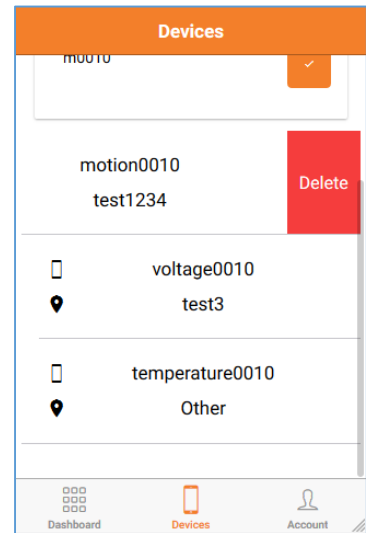 Devices
m0010
motion0010
test1234
Delete
voltage0010
test3
temperature0010
Other
Dashboard
Devices
Account